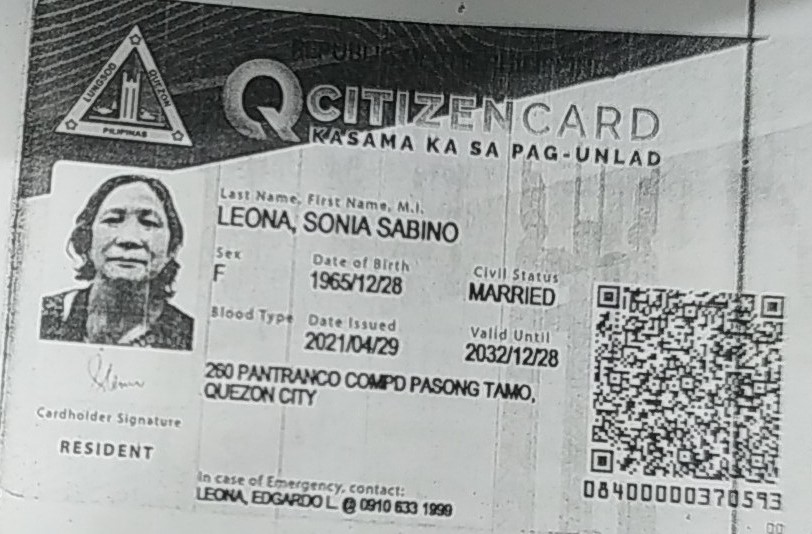 REPUBLIC
LUNGSOD QUEZON
PILIPINAS
QCITIZEN CARD
KASAMA KA SA PAG-UNLAD
Last Name, First Name, M.I.
LEONA, SONIA SABINO
Sex Date of Birth Civil Status
F 1965/12/28 MARRIED
Blood Type Date Issued Valid Until
2021/04/29 2032/12/28
260 PANTRANCO COMPD PASONG TAMO,
QUEZON CITY
Cardholder Signature
RESIDENT
In case of Emergency, contact:
LEONA, EDGARDO L. @ 0910 633 1999
08400000370593